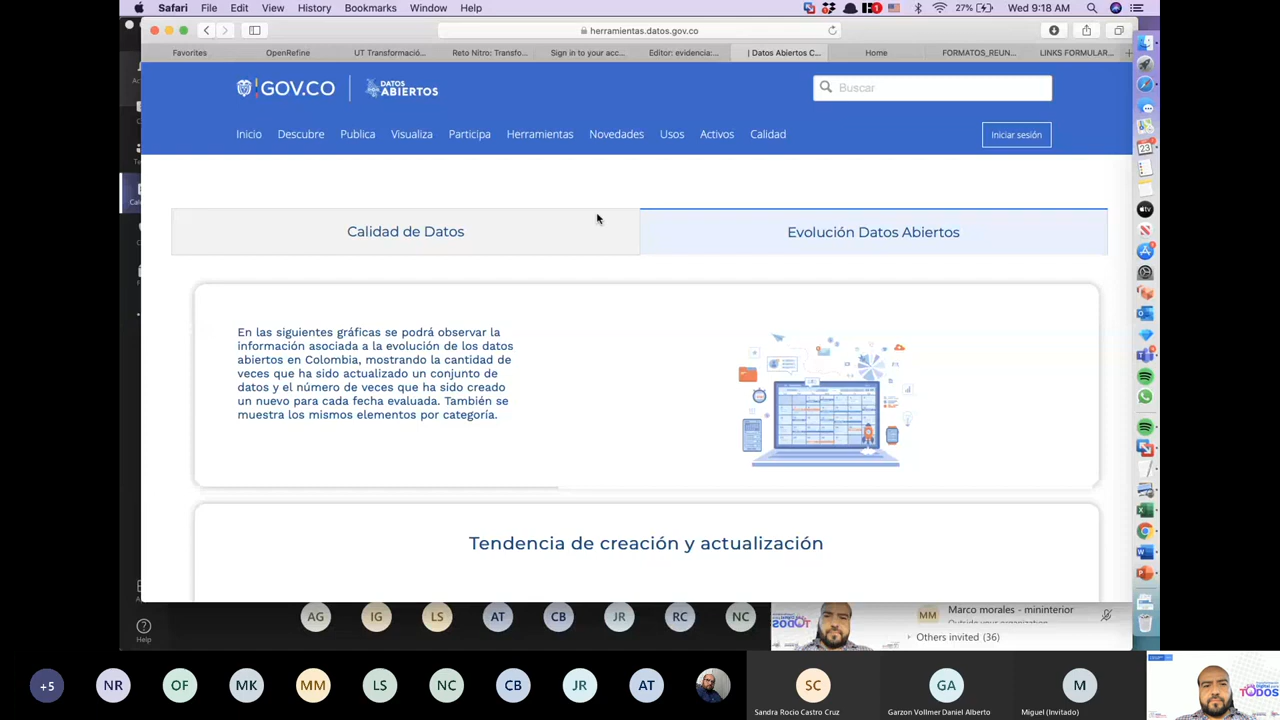 Safari File Edit View History Bookmarks Window Help
27% Wed 9:18 AM
herramientas.datos.gov.co
Favorites OpenRefine UT Transformació... Reto Nitro: Transfo... Sign in to your acc... Editor: evidencia:... | Datos Abiertos C... Home FORMATOS_REUN... LINKS FORMULAR...
GOV.CO DATOS ABIERTOS
Buscar
Inicio Descubre Publica Visualiza Participa Herramientas Novedades Usos Activos Calidad
Iniciar sesión
Calidad de Datos Evolución Datos Abiertos
En las siguientes gráficas se podrá observar la
información asociada a la evolución de los datos
abiertos en Colombia, mostrando la cantidad de
veces que ha sido actualizado un conjunto de
datos y el número de veces que ha sido creado
un nuevo para cada fecha evaluada. También se
muestra los mismos elementos por categoría.
Tendencia de creación y actualización
AG IG LS AT CB JR RC NC
MM Marco morales - mininterior
Others invited (36)
Help
+5 NR OF MK MM LS NC CB JR AT SC GA M
Sandra Rocio Castro Cruz Garzon Vollmer Daniel Alberto Miguel (Invitado)